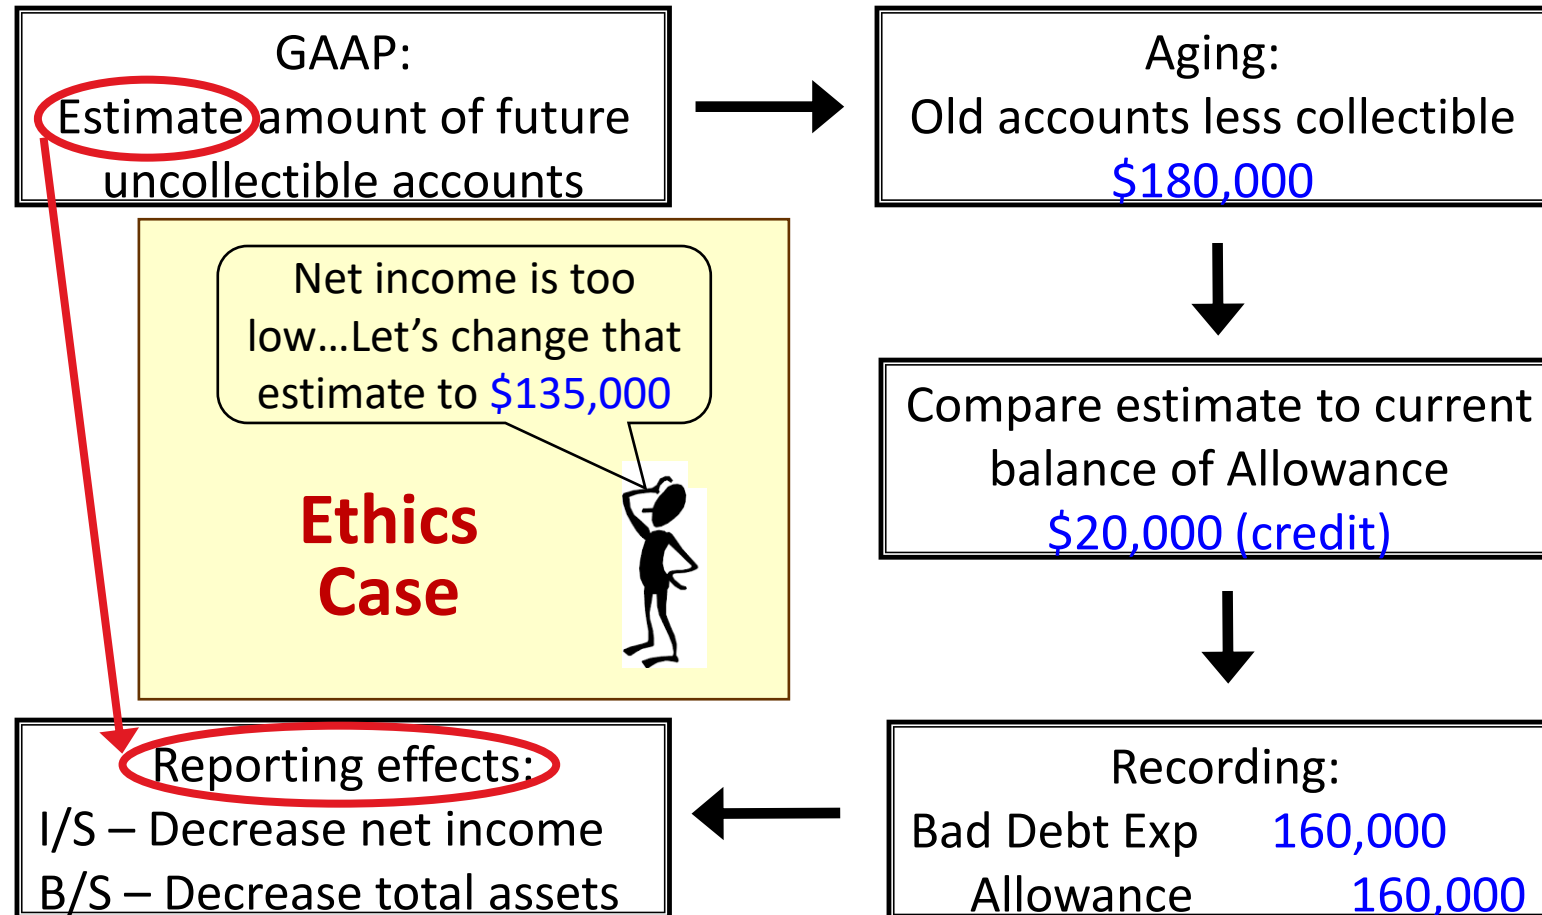 GAAP:
Estimate amount of future
uncollectible accounts
Aging:
Old accounts less collectible
$180,000
Net income is too
low…Let’s change that
estimate to $135,000
Ethics
Case
Compare estimate to current
balance of Allowance
$20,000 (credit)
Reporting effects:
I/S – Decrease net income
B/S – Decrease total assets
Recording:
Bad Debt Exp 160,000
Allowance 160,000